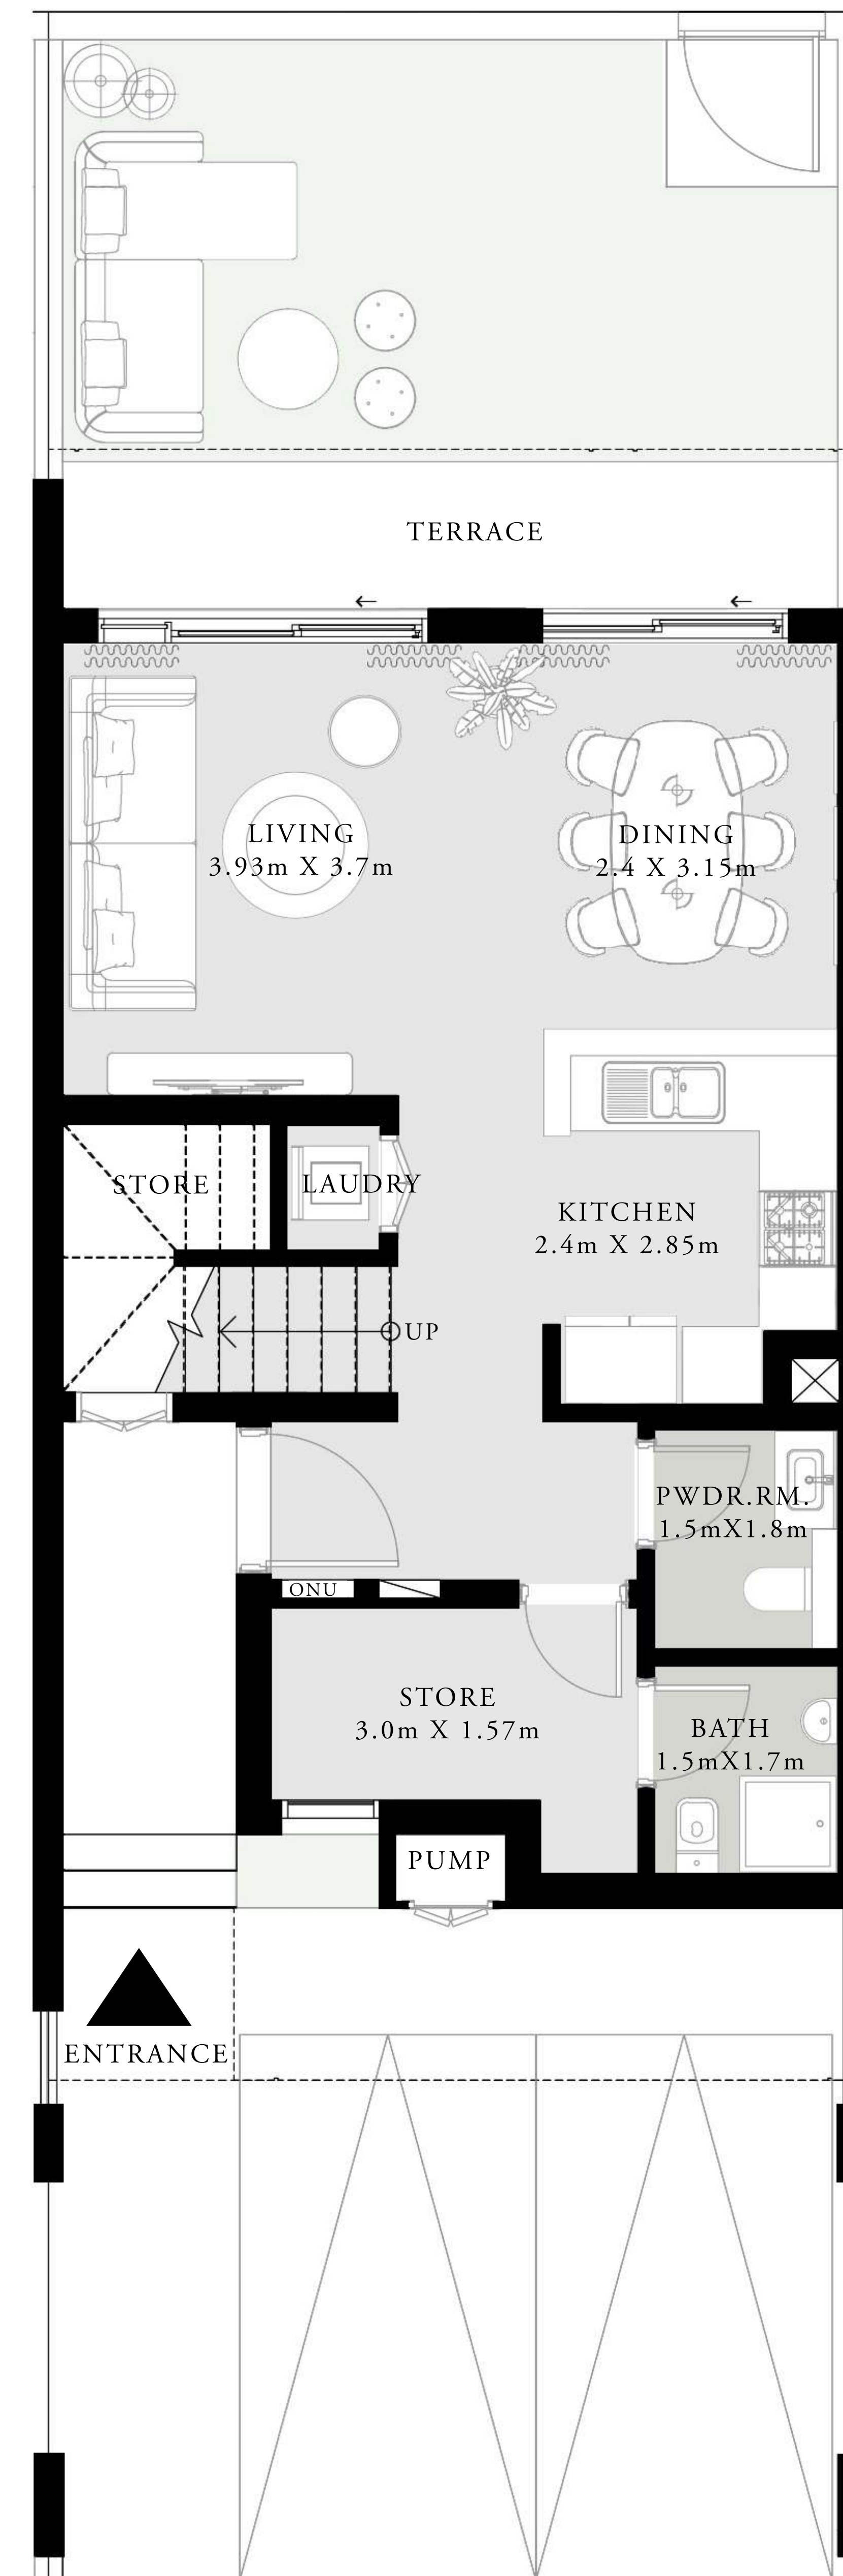 TERRACE
LIVING
3.93m X 3.7m
DINING
2.4 X 3.15m
STORE
LAUDRY
KITCHEN
2.4m X 2.85m
UP
PWDR.RM.
1.5mX1.8m
ONU
STORE
3.0m X 1.57m
BATH
1.5mX1.7m
PUMP
ENTRANCE